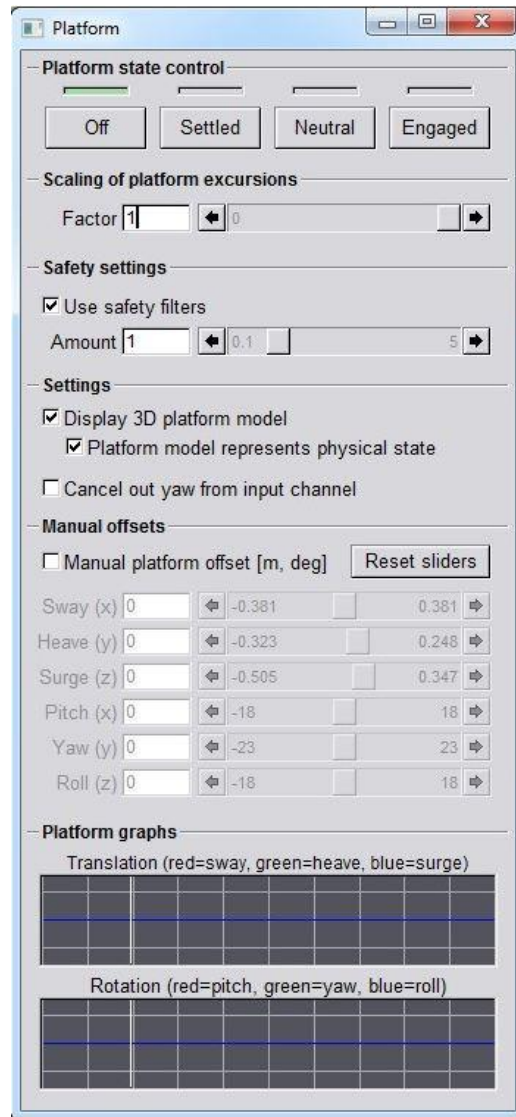 Platform
Platform state control
Off Settled Neutral Engaged
Scaling of platform excursions
Factor 1 0
Safety settings
Use safety filters
Amount 1 0.1 5
Settings
Display 3D platform model
Platform model represents physical state
Cancel out yaw from input channel
Manual offsets
Manual platform offset [m, deg] Reset sliders
Sway (x) 0 -0.381 0.381
Heave (y) 0 -0.323 0.248
Surge (z) 0 -0.505 0.347
Pitch (x) 0 -18 18
Yaw (y) 0 -23 23
Roll (z) 0 -18 18
Platform graphs
Translation (red=sway, green=heave, blue=surge)
Rotation (red=pitch, green=yaw, blue=roll)